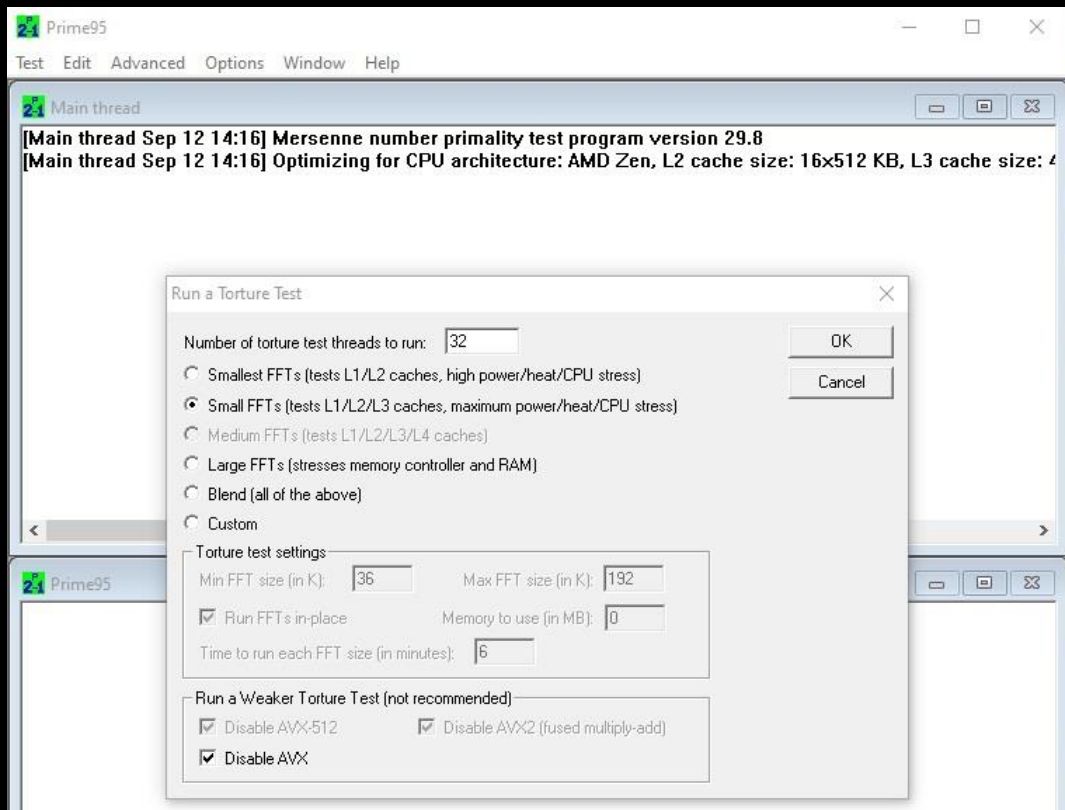 Prime95
Test Edit Advanced Options Window Help
Main thread
[Main thread Sep 12 14:16] Mersenne number primality test program version 29.8
[Main thread Sep 12 14:16] Optimizing for CPU architecture: AMD Zen, L2 cache size: 16x512 KB, L3 cache size: 4
Run a Torture Test
Number of torture test threads to run: 32
OK
Smallest FFTs (tests L1/L2 caches, high power/heat/CPU stress)
Cancel
Small FFTs (tests L1/L2/L3 caches, maximum power/heat/CPU stress)
Medium FFTs (tests L1/L2/L3/L4 caches)
Large FFTs (stresses memory controller and RAM)
Blend (all of the above)
Custom
Torture test settings
Min FFT size (in K): 36 Max FFT size (in K): 192
Run FFTs in-place Memory to use (in MB): 0
Time to run each FFT size (in minutes): 6
Prime95
Run a Weaker Torture Test (not recommended)
Disable AVX-512 Disable AVX2 (fused multiply-add)
Disable AVX